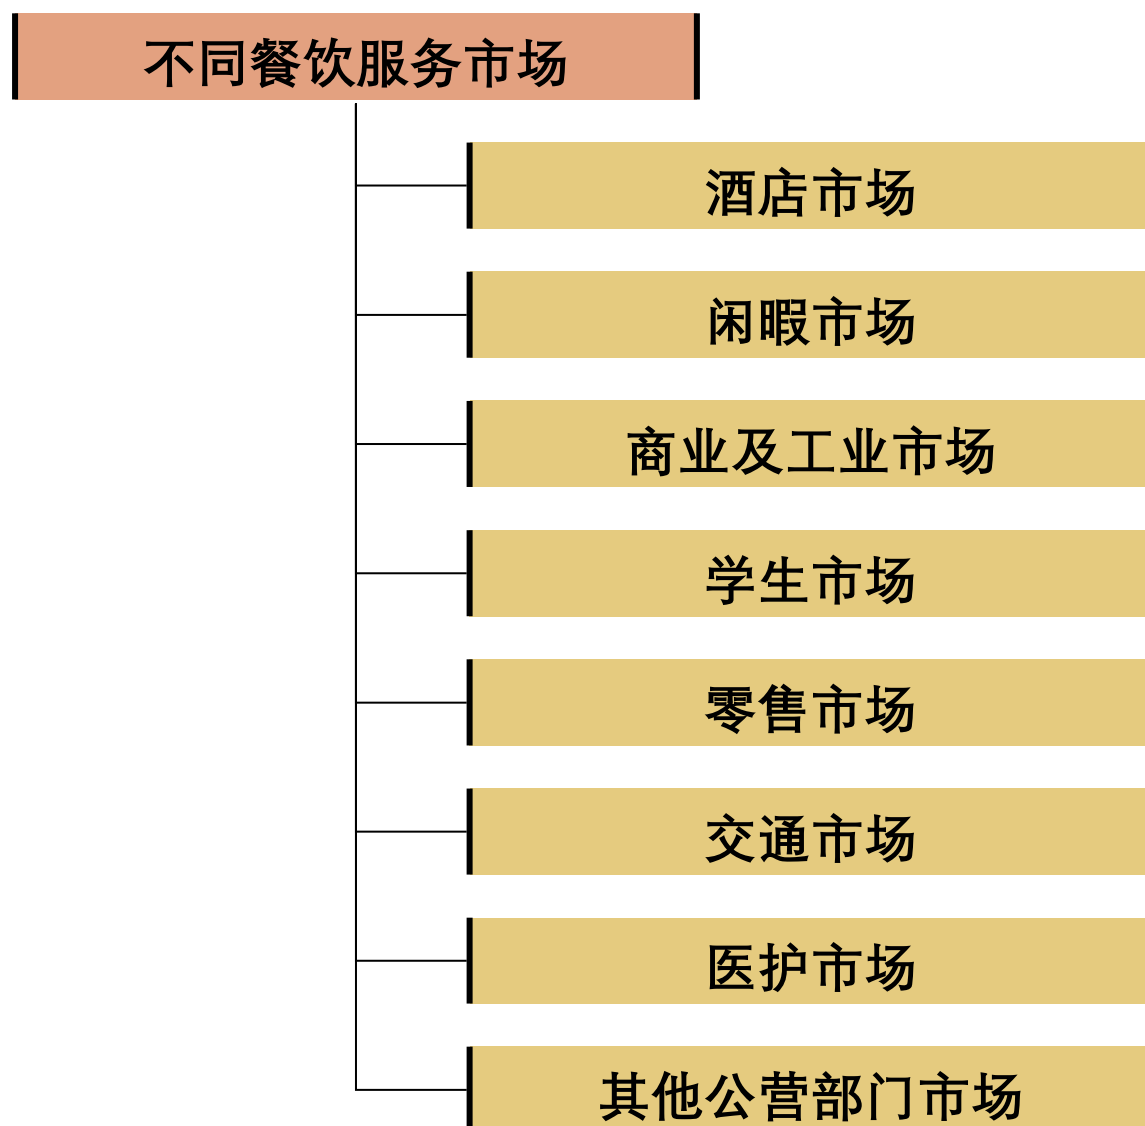 不同餐饮服务市场
酒店市场
闲暇市场
商业及工业市场
学生市场
零售市场
交通市场
医护市场
其他公营部门市场